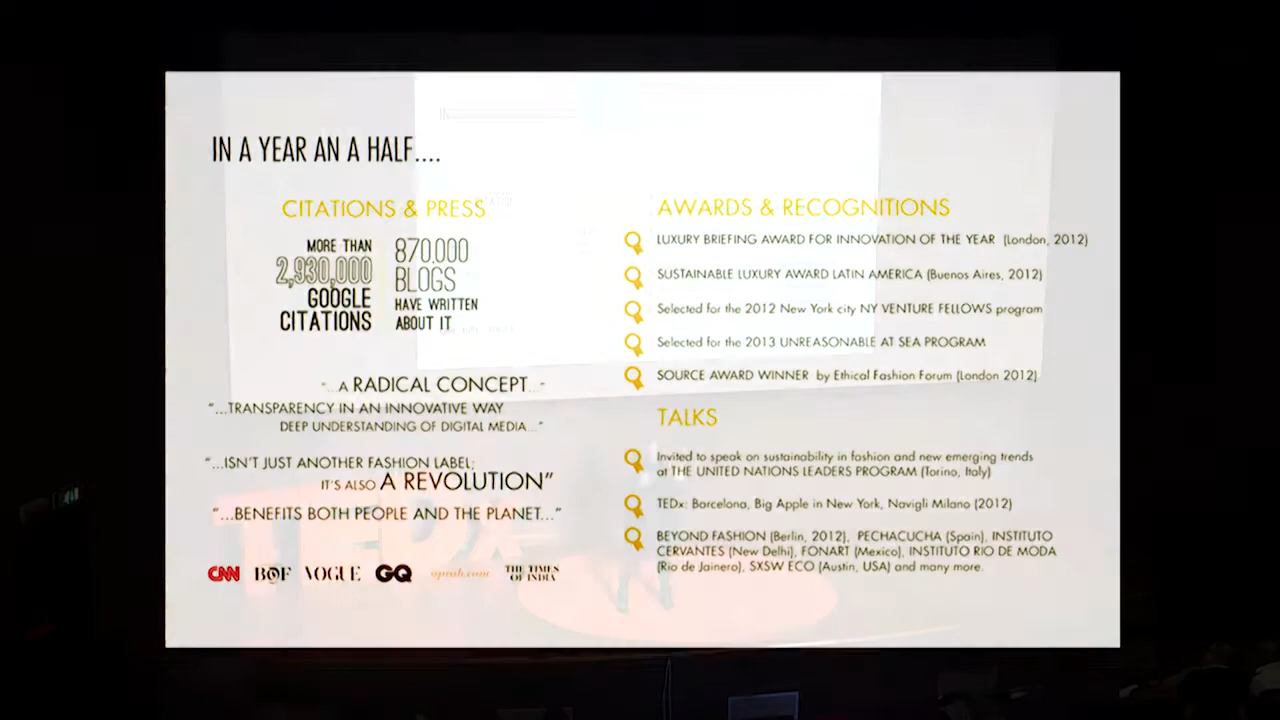 IN A YEAR AN A HALF....
CITATIONS & PRESS
MORE THAN
2,930,000
GOOGLE
CITATIONS
870,000
BLOGS
HAVE WRITTEN
ABOUT IT
"...A RADICAL CONCEPT..."
"...TRANSPARENCY IN AN INNOVATIVE WAY
DEEP UNDERSTANDING OF DIGITAL MEDIA..."
"...ISN'T JUST ANOTHER FASHION LABEL;
IT'S ALSO A REVOLUTION"
"...BENEFITS BOTH PEOPLE AND THE PLANET..."
CNN BOF VOGUE GQ oprah.com THE TIMES
OF INDIA
AWARDS & RECOGNITIONS
LUXURY BRIEFING AWARD FOR INNOVATION OF THE YEAR (London, 2012)
SUSTAINABLE LUXURY AWARD LATIN AMERICA (Buenos Aires, 2012)
Selected for the 2012 New York city NY VENTURE FELLOWS program
Selected for the 2013 UNREASONABLE AT SEA PROGRAM
SOURCE AWARD WINNER by Ethical Fashion Forum (London 2012)
TALKS
Invited to speak on sustainability in fashion and new emerging trends
at THE UNITED NATIONS LEADERS PROGRAM (Torino, Italy)
TEDx: Barcelona, Big Apple in New York, Navigli Milano (2012)
BEYOND FASHION (Berlin, 2012), PECHACUCHA (Spain), INSTITUTO
CERVANTES (New Delhi), FONART (Mexico), INSTITUTO RIO DE MODA
(Rio de Jainero), SXSW ECO (Austin, USA) and many more.
TEDx